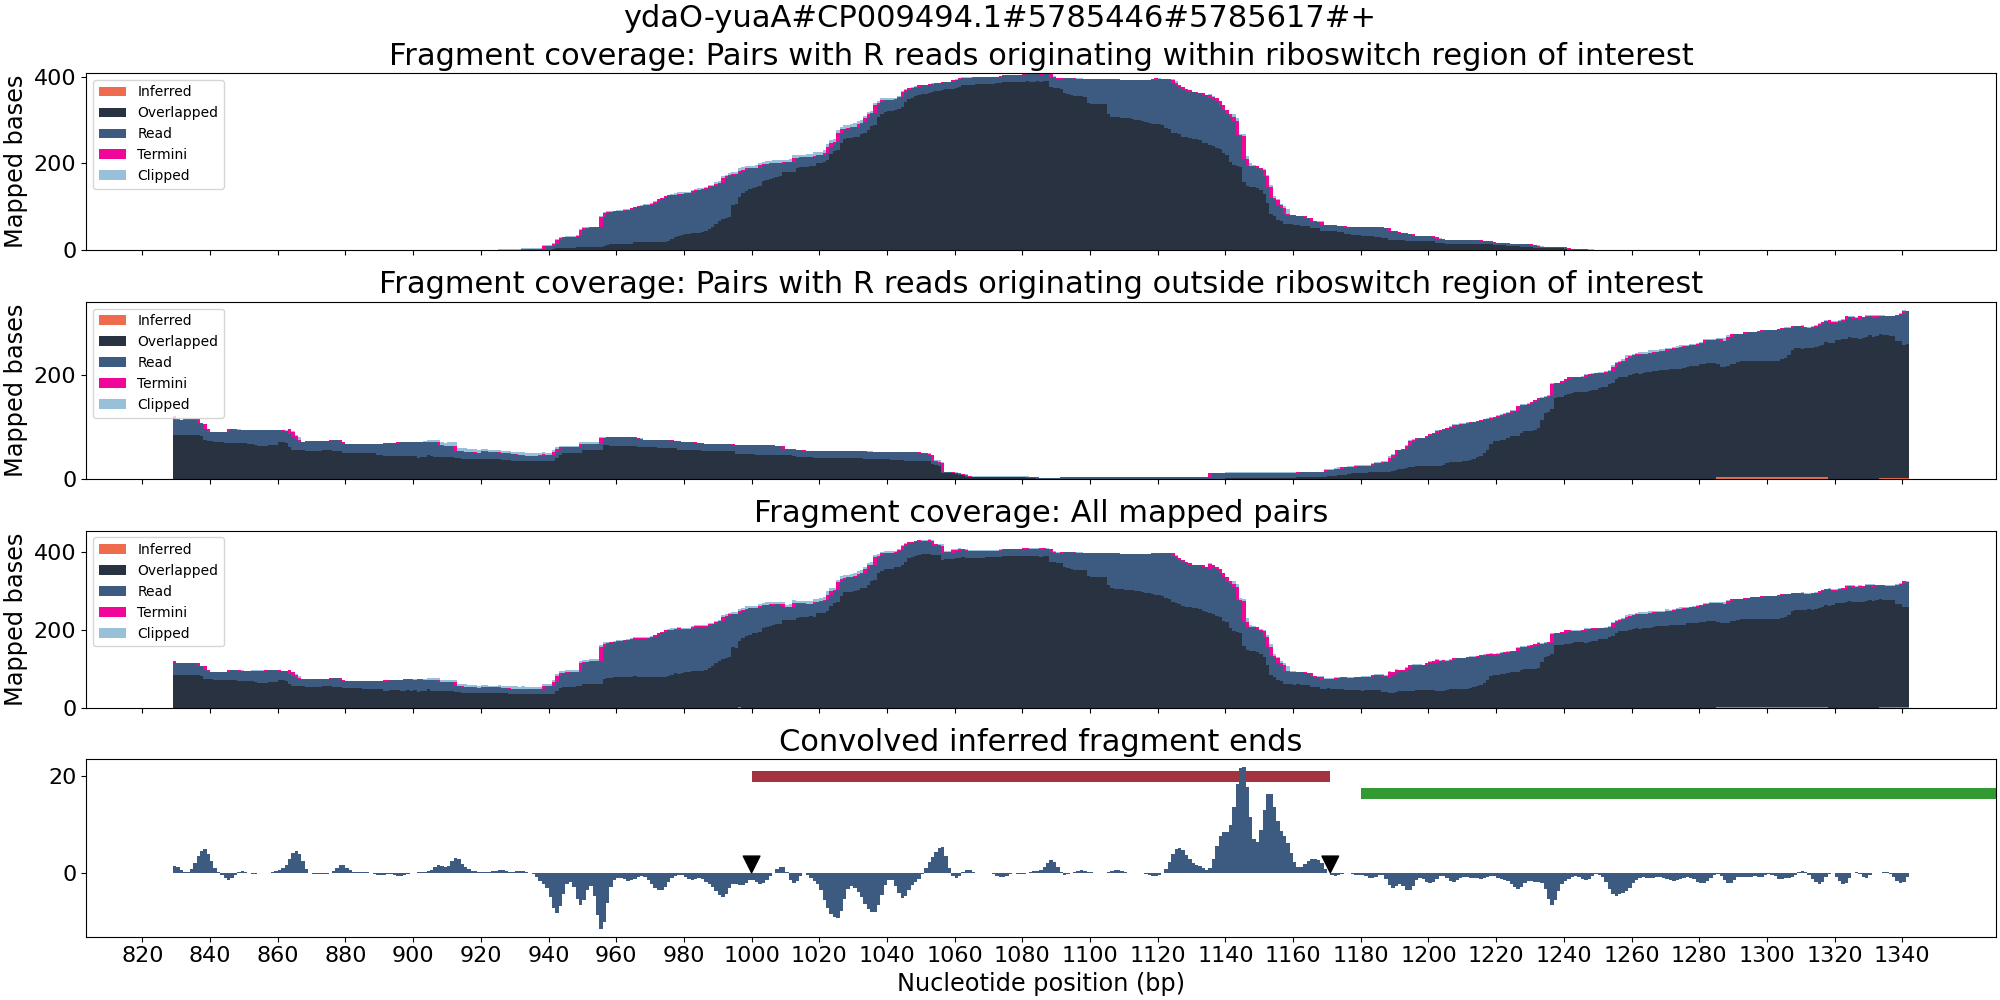 ydaO-yuaA#CP009494.1#5785446#5785617#+
Fragment coverage: Pairs with R reads originating within riboswitch region of interest
Mapped bases
400
200
0
Inferred
Overlapped
Read
Termini
Clipped
Fragment coverage: Pairs with R reads originating outside riboswitch region of interest
Mapped bases
200
0
Inferred
Overlapped
Read
Termini
Clipped
Fragment coverage: All mapped pairs
Mapped bases
400
200
0
Inferred
Overlapped
Read
Termini
Clipped
Convolved inferred fragment ends
20
0
820 840 860 880 900 920 940 960 980 1000 1020 1040 1060 1080 1100 1120 1140 1160 1180 1200 1220 1240 1260 1280 1300 1320 1340
Nucleotide position (bp)